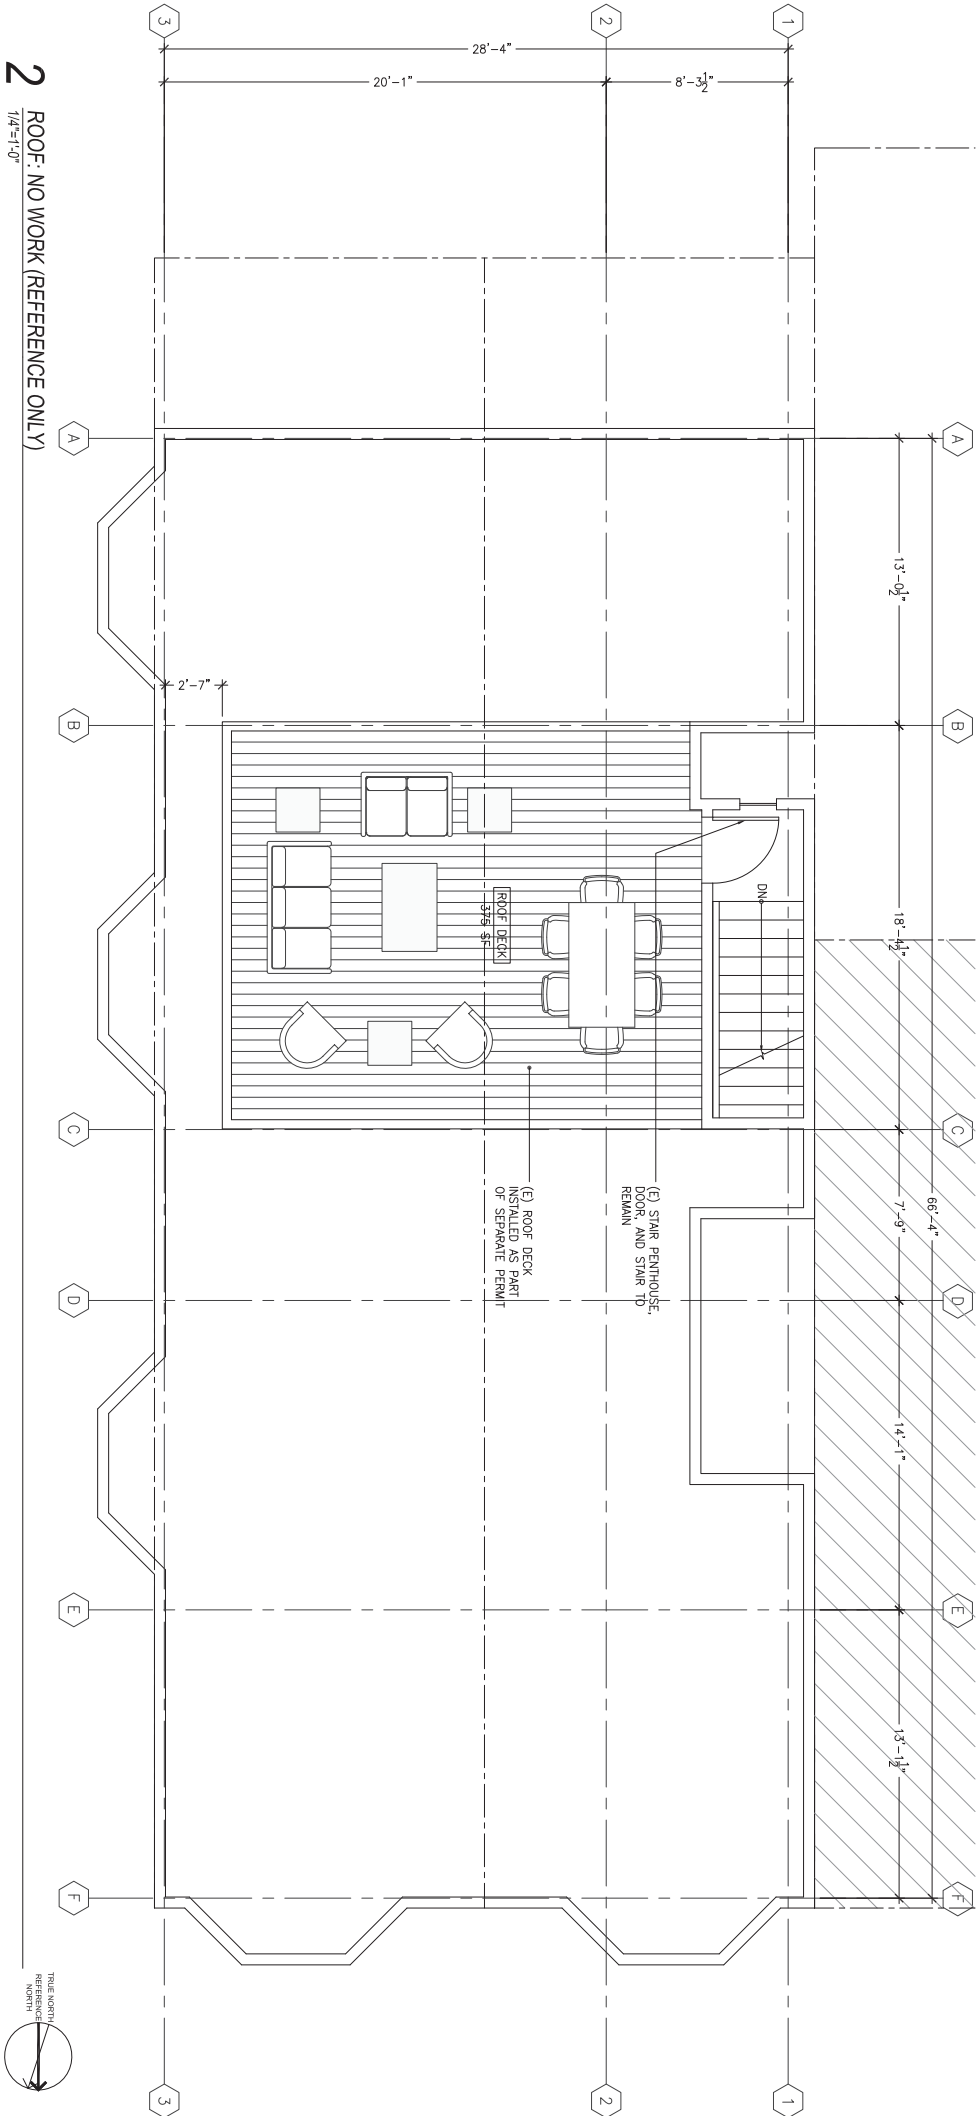 3
2
1
28'-4"
20'-1"
8'-3½"
A
B
C
D
E
F
66'-4"
13'-0½"
18'-4½"
7'-9"
14'-1"
13'-1½"
A
B
C
D
E
F
2'-7"
DN
ROOF DECK
375 SF
(E) STAIR PENTHOUSE,
DOOR, AND STAIR TO
REMAIN
(E) ROOF DECK
INSTALLED AS PART
OF SEPARATE PERMIT
3
2
1
2
ROOF: NO WORK (REFERENCE ONLY)
1/4"=1'-0"
TRUE NORTH
REFERENCE
NORTH